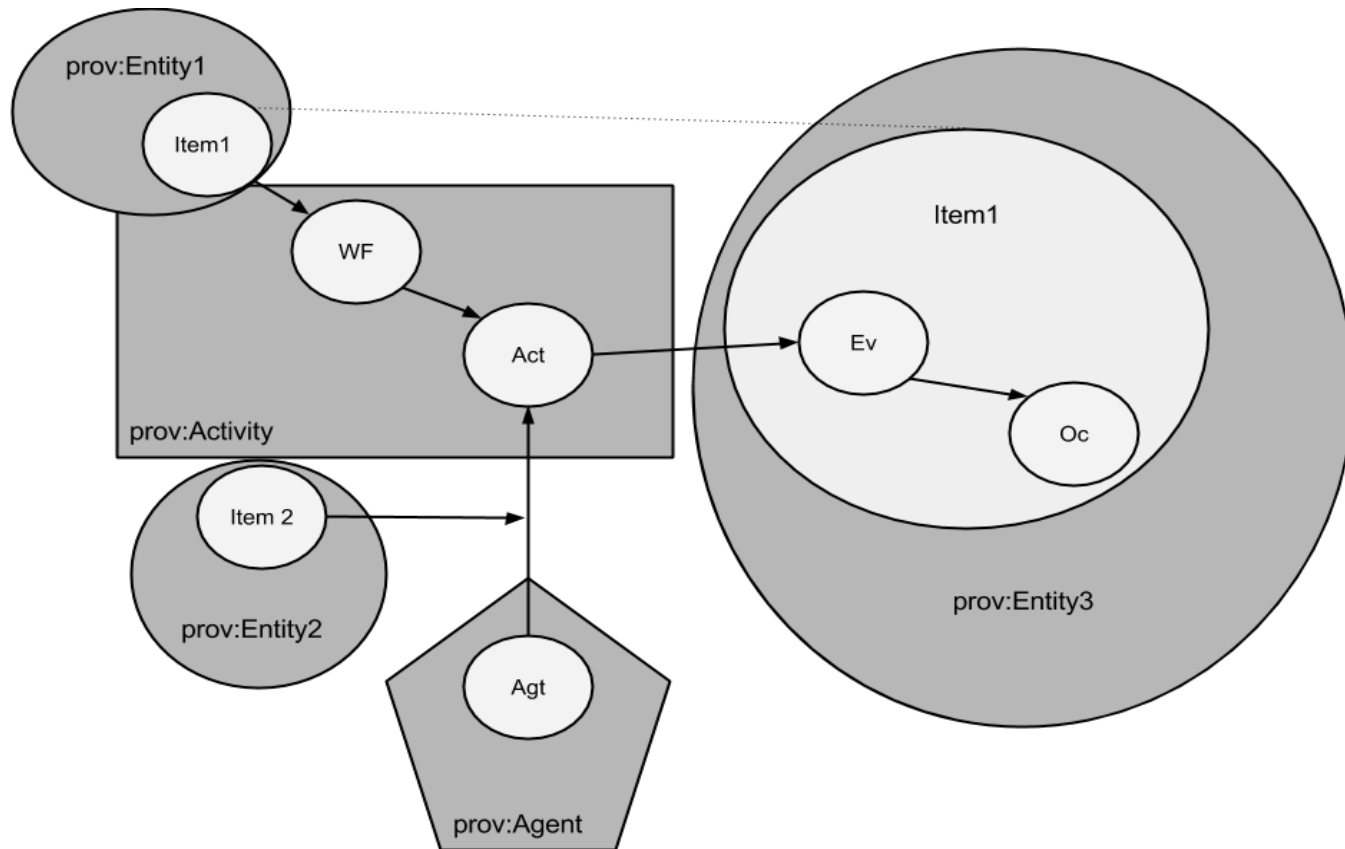 prov:Entity1
Item1
WF
Act
prov:Activity
Item1
Ev
Oc
prov:Entity3
Item 2
prov:Entity2
Agt
prov:Agent